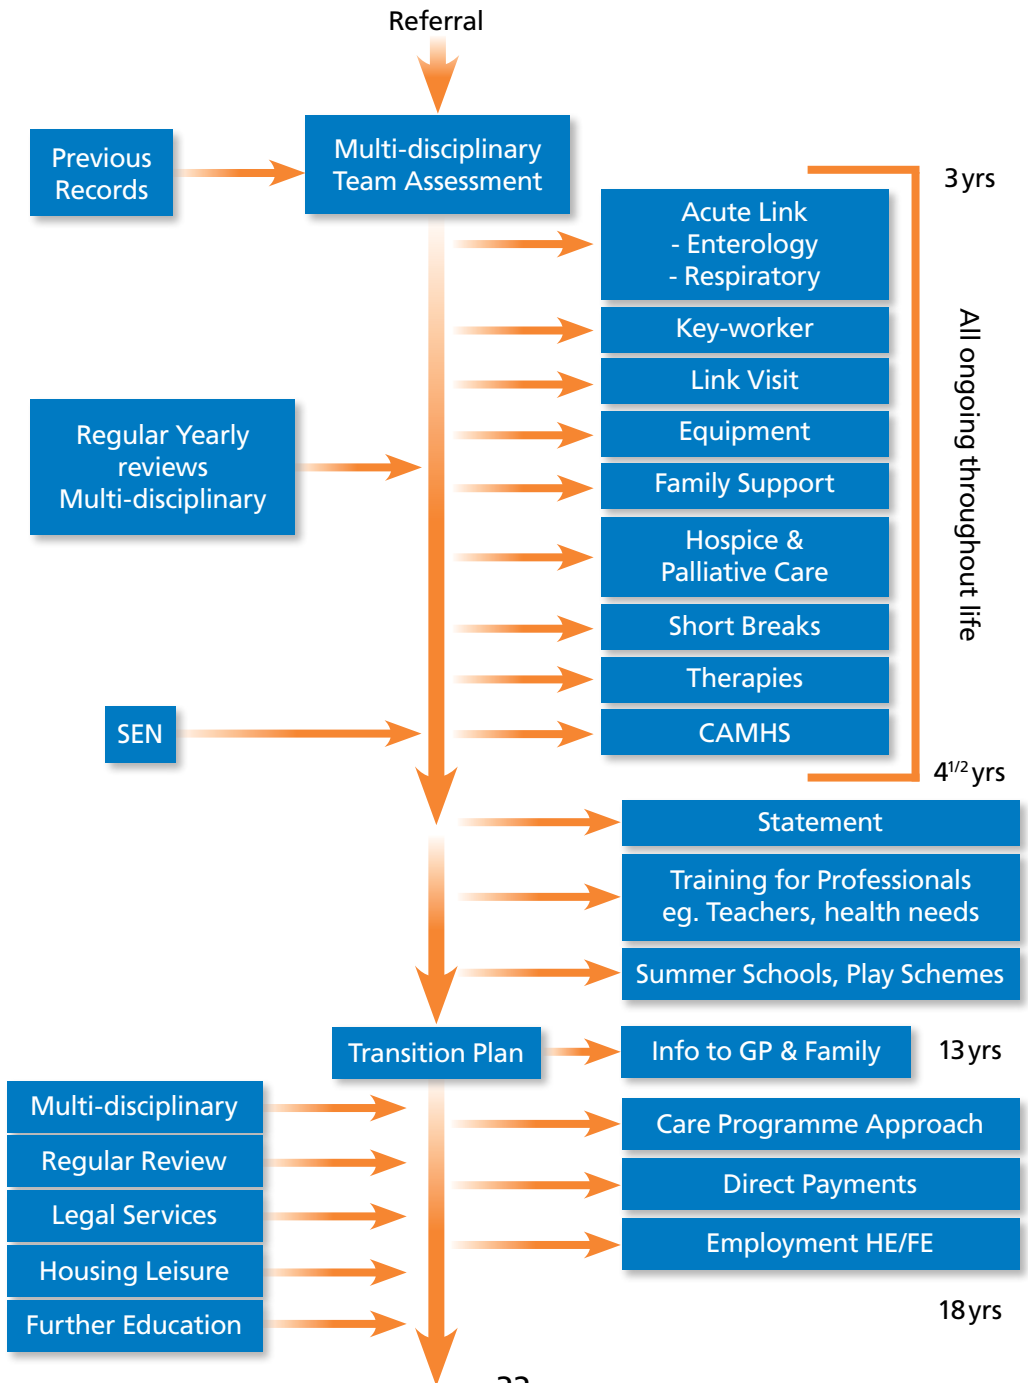 Referral
Previous
Records
Multi-disciplinary
Team Assessment
3 yrs
Acute Link
- Enterology
- Respiratory
Key-worker
Link Visit
Equipment
Family Support
Hospice &
Palliative Care
Short Breaks
Therapies
CAMHS
All ongoing throughout life
Regular Yearly
reviews
Multi-disciplinary
SEN
4 1/2 yrs
Statement
Training for Professionals
eg. Teachers, health needs
Summer Schools, Play Schemes
Transition Plan
Info to GP & Family
13 yrs
Multi-disciplinary
Regular Review
Legal Services
Housing Leisure
Further Education
Care Programme Approach
Direct Payments
Employment HE/FE
18 yrs